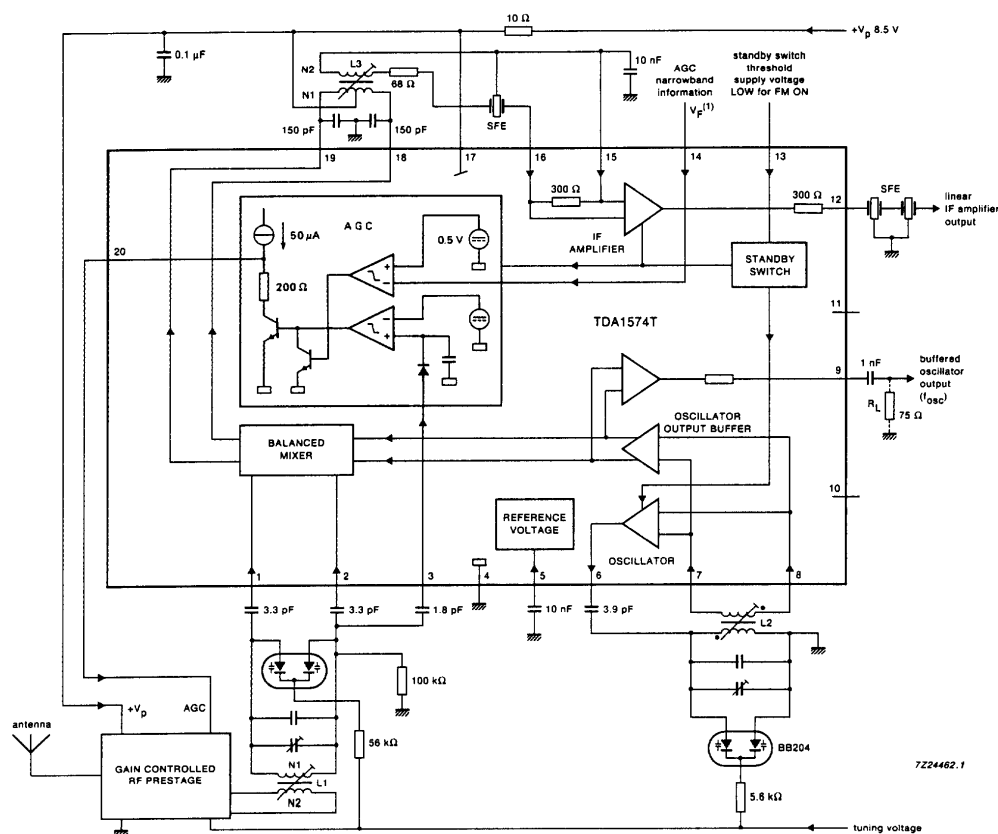 10 Ω
+Vp 8.5 V
0.1 µF
N2
L3
N1
68 Ω
SFE
10 nF
AGC
narrowband
information
VF(1)
standby switch
threshold
supply voltage
LOW for FM ON
150 pF
150 pF
19
18
17
16
15
14
13
300 Ω
IF
AMPLIFIER
300 Ω
12
SFE
linear
IF amplifier
output
STANDBY
SWITCH
20
50 µA
AGC
0.5 V
200 Ω
TDA1574T
11
1 nF
9
buffered
oscillator
output
(fosc)
RL
75 Ω
OSCILLATOR
OUTPUT BUFFER
BALANCED
MIXER
10
REFERENCE
VOLTAGE
OSCILLATOR
1
2
3
4
5
6
7
8
3.3 pF
3.3 pF
1.8 pF
10 nF
3.9 pF
L2
100 kΩ
+Vp
AGC
56 kΩ
antenna
GAIN CONTROLLED
RF PRESTAGE
N1
L1
N2
BB204
5.6 kΩ
7Z24462.1
tuning voltage